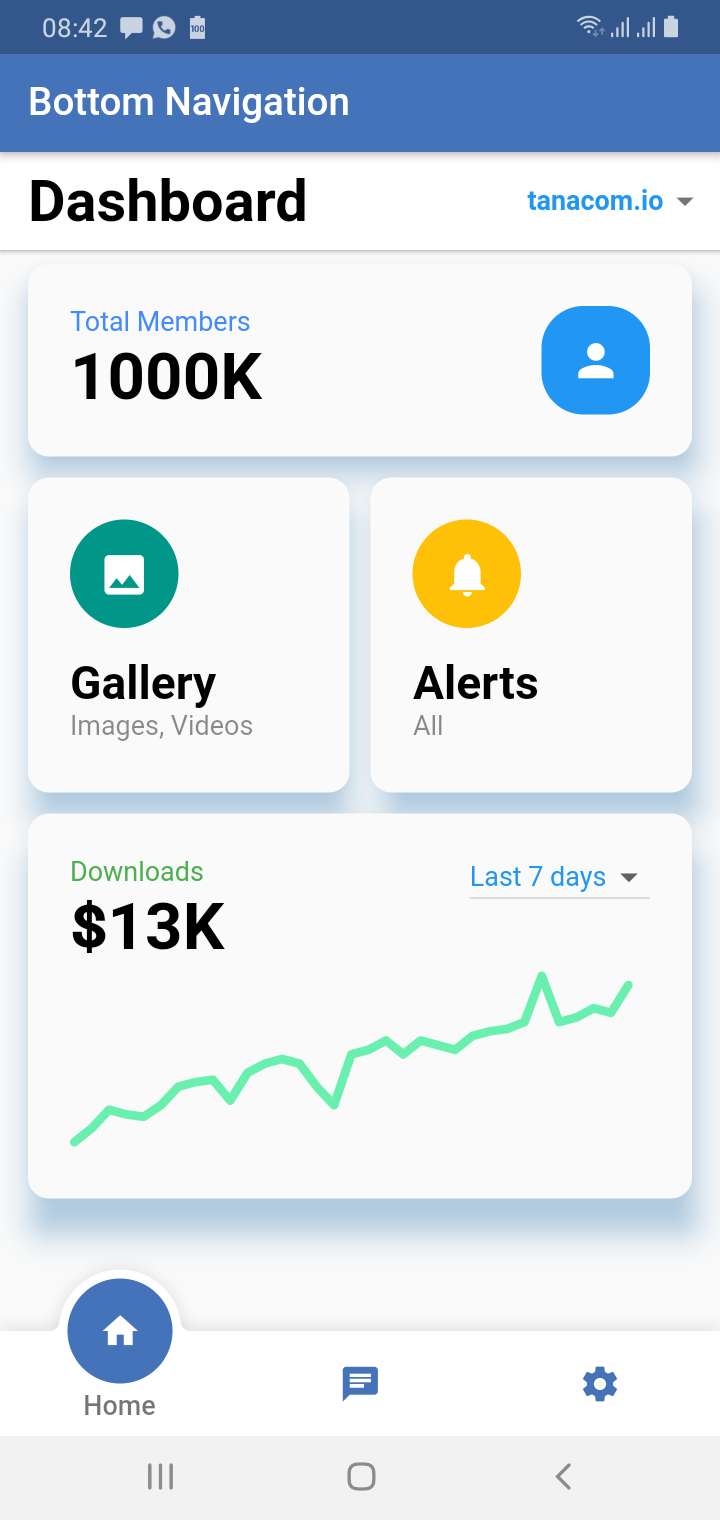 08:42
100
Bottom Navigation
Dashboard
tanacom.io
Total Members
1000K
Gallery
Images, Videos
Alerts
All
Downloads
Last 7 days
$13K
Home